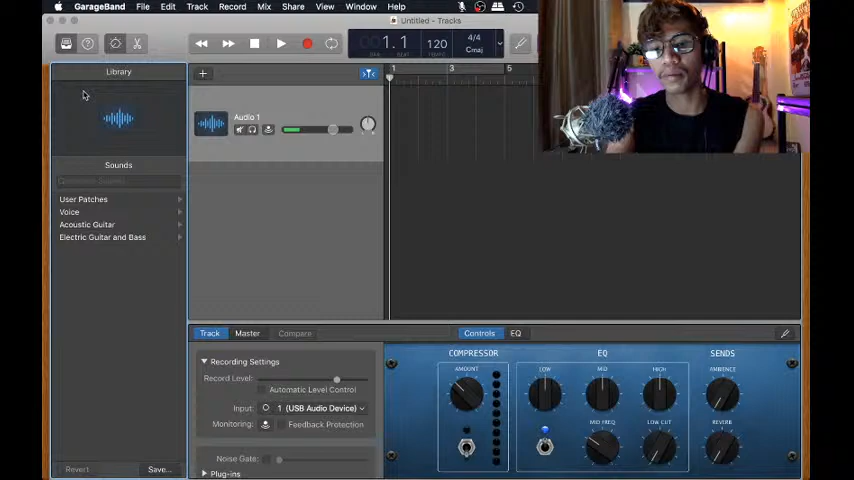 GarageBand File Edit Track Record Mix Share View Window Help
Untitled - Tracks
1.1
BAR BEAT
120
TEMPO
4/4
Cmaj
Library
1 3 5
Audio 1
Sounds
User Patches
Voice
Acoustic Guitar
Electric Guitar and Bass
Track Master Compare Controls EQ
Recording Settings
Record Level:
Automatic Level Control
Input: 1 (USB Audio Device)
Monitoring: Feedback Protection
Noise Gate:
Plug-ins
COMPRESSOR EQ SENDS
AMOUNT LOW MID HIGH AMBIENCE
MID FREQ LOW CUT REVERB
Revert Save...